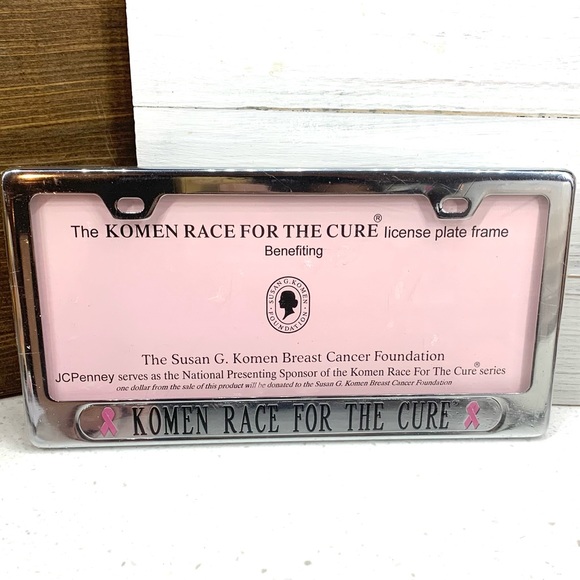 The KOMEN RACE FOR THE CURE® license plate frame
Benefiting
SUSAN G. KOMEN
FOUNDATION
The Susan G. Komen Breast Cancer Foundation
JCPenney serves as the National Presenting Sponsor of the Komen Race For The Cure® series
one dollar from the sale of this product will be donated to the Susan G. Komen Breast Cancer Foundation
KOMEN RACE FOR THE CURE